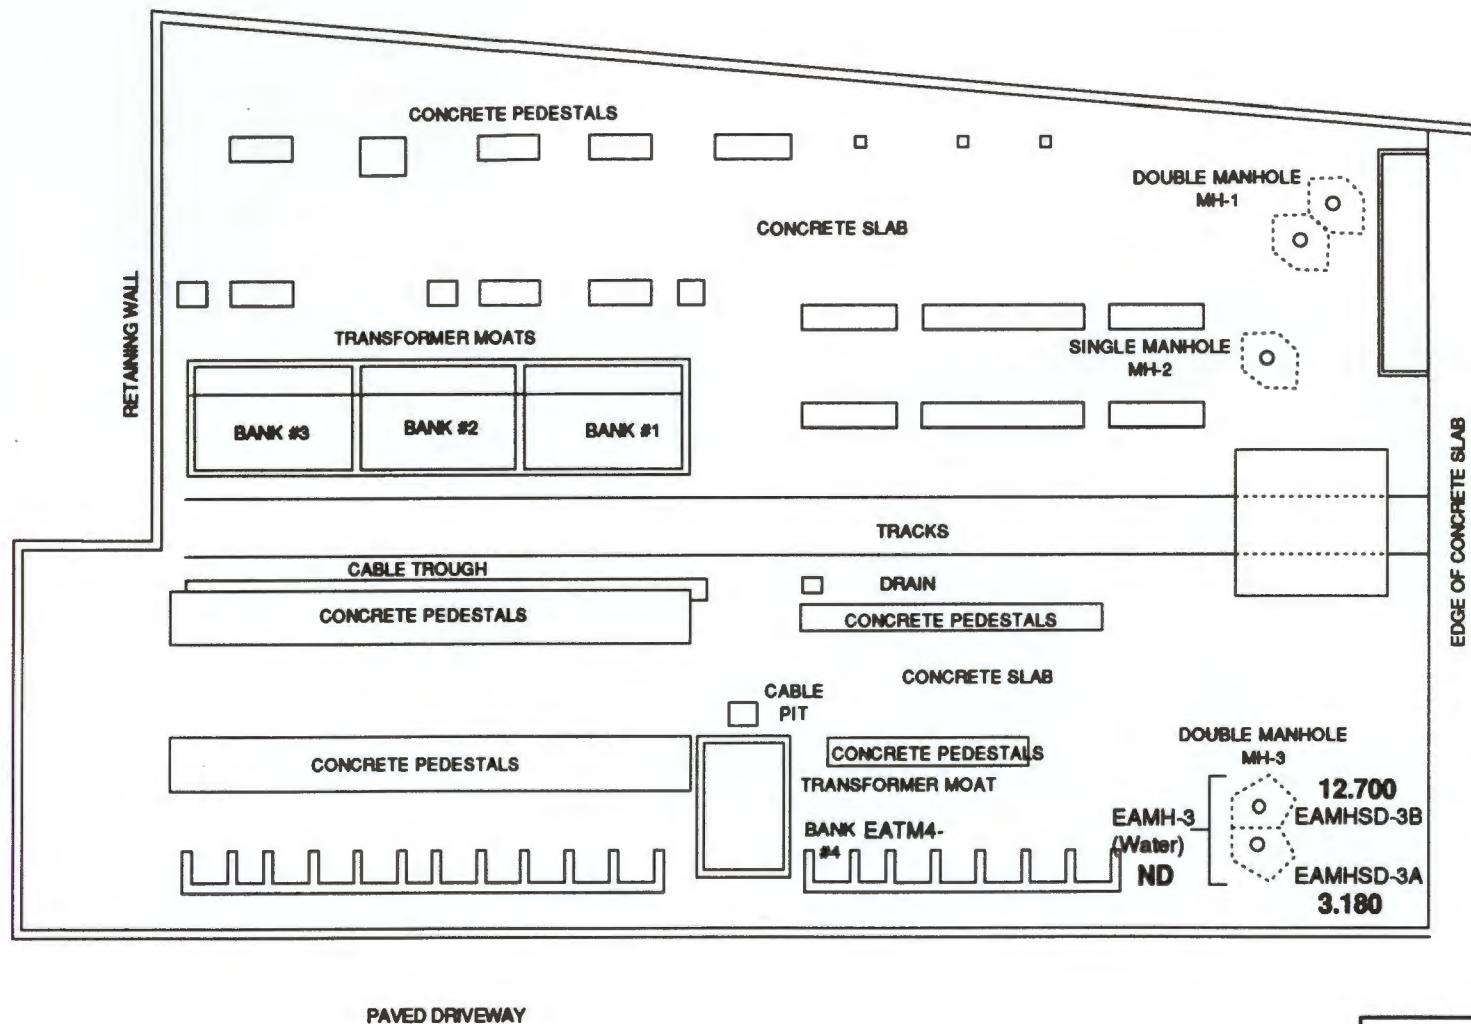 CONCRETE PEDESTALS
DOUBLE MANHOLE
MH-1
CONCRETE SLAB
RETAINING WALL
TRANSFORMER MOATS
SINGLE MANHOLE
MH-2
BANK #3
BANK #2
BANK #1
EDGE OF CONCRETE SLAB
TRACKS
CABLE TROUGH
DRAIN
CONCRETE PEDESTALS
CONCRETE PEDESTALS
CONCRETE SLAB
CABLE
PIT
DOUBLE MANHOLE
MH-3
CONCRETE PEDESTALS
CONCRETE PEDESTALS
TRANSFORMER MOAT
12.700
EAMHSD-3B
EAMH-3
(Water)
ND
BANK EATM4-
#4
EAMHSD-3A
3.180
PAVED DRIVEWAY